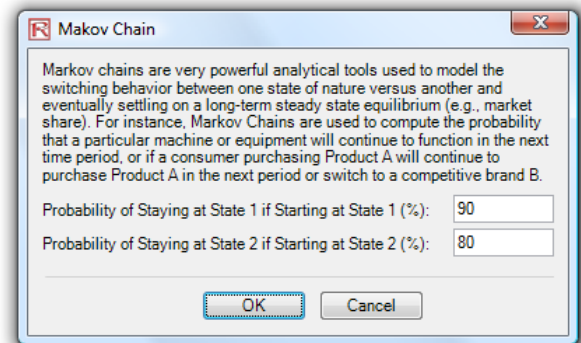 Makov Chain
Markov chains are very powerful analytical tools used to model the
switching behavior between one state of nature versus another and
eventually settling on a long-term steady state equilibrium (e.g., market
share). For instance, Markov Chains are used to compute the probability
that a particular machine or equipment will continue to function in the next
time period, or if a consumer purchasing Product A will continue to
purchase Product A in the next period or switch to a competitive brand B.
Probability of Staying at State 1 if Starting at State 1 (%): 90
Probability of Staying at State 2 if Starting at State 2 (%): 80
OK Cancel